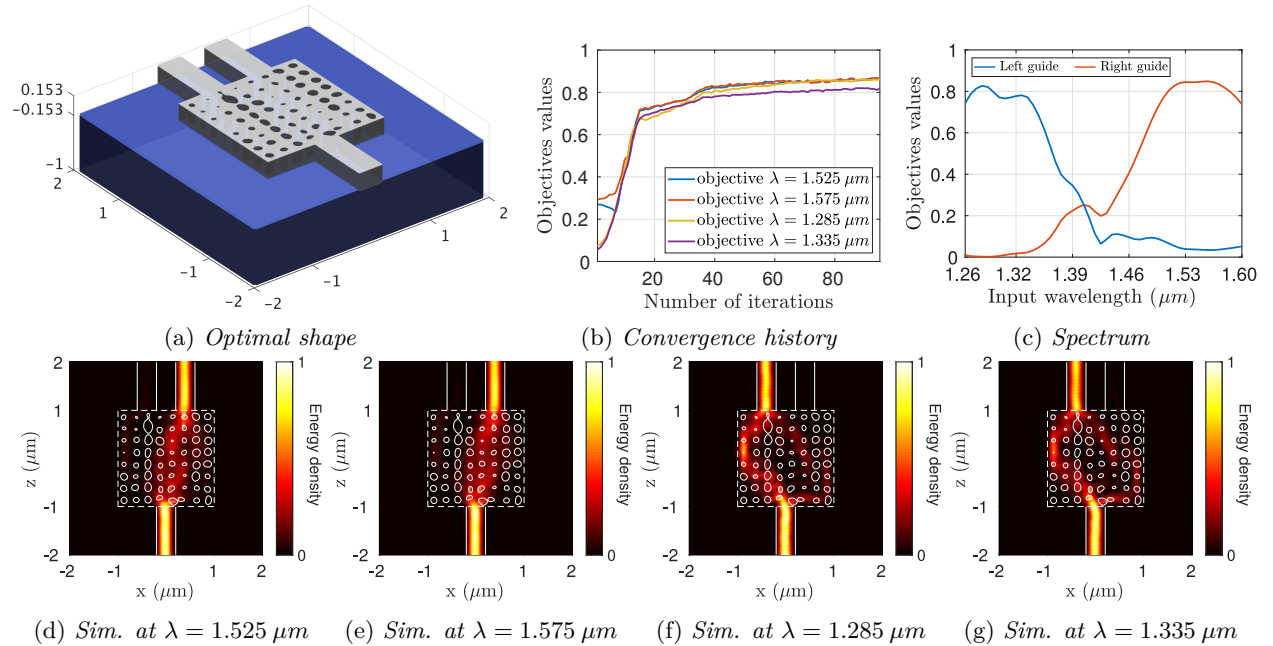 0.153
-0.153
-1
2
1
-1
-2
-2
-1
1
2
(a) Optimal shape
Objectives values
1
0.8
0.6
0.4
0.2
0
20 40 60 80
Number of iterations
objective λ = 1.525 μm
objective λ = 1.575 μm
objective λ = 1.285 μm
objective λ = 1.335 μm
(b) Convergence history
Objectives values
1
0.8
0.6
0.4
0.2
0
1.26 1.32 1.39 1.46 1.53 1.60
Input wavelength (μm)
Left guide Right guide
(c) Spectrum
z (μm)
2
1
-1
-2
-2 -1 1 2
x (μm)
1
0
Energy density
(d) Sim. at λ = 1.525 μm
z (μm)
2
1
-1
-2
-2 -1 1 2
x (μm)
1
0
Energy density
(e) Sim. at λ = 1.575 μm
z (μm)
2
1
-1
-2
-2 -1 1 2
x (μm)
1
0
Energy density
(f) Sim. at λ = 1.285 μm
z (μm)
2
1
-1
-2
-2 -1 1 2
x (μm)
1
0
Energy density
(g) Sim. at λ = 1.335 μm